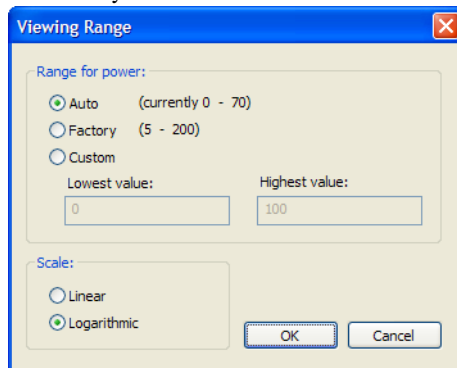 Viewing Range
Range for power:
Auto (currently 0 - 70)
Factory (5 - 200)
Custom
Lowest value: Highest value:
0 100
Scale:
Linear
Logarithmic
OK Cancel